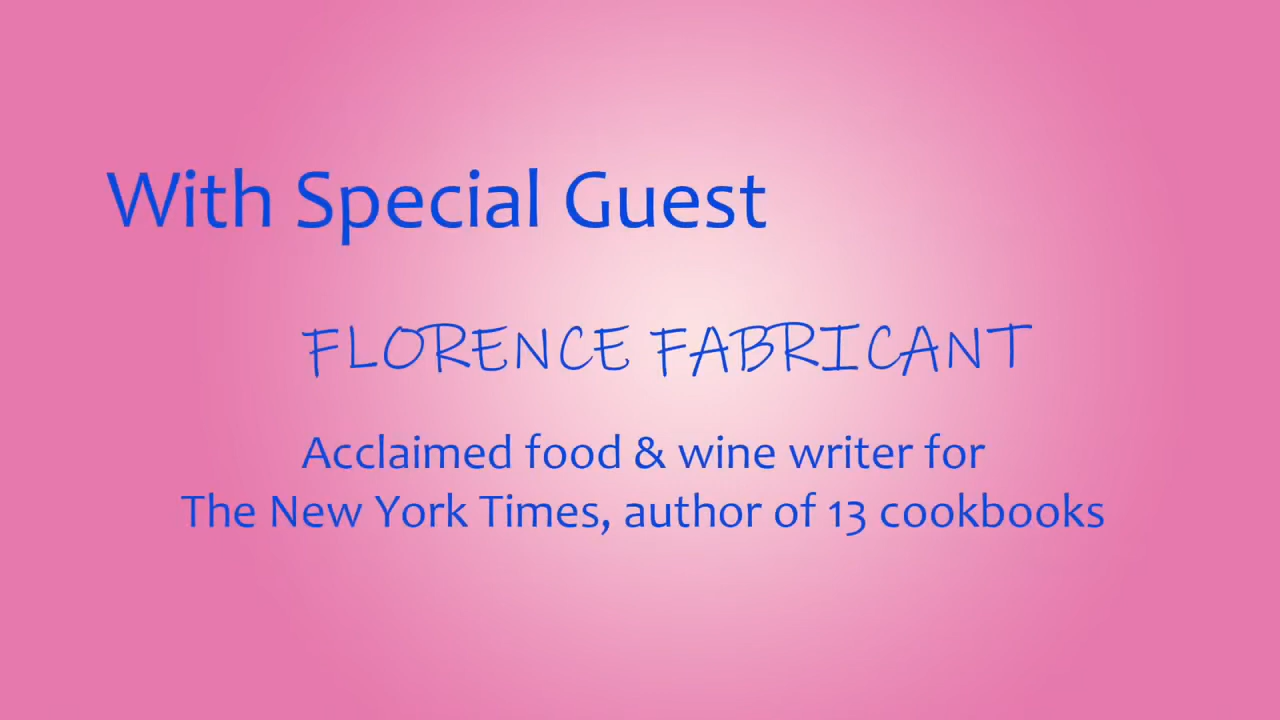 With Special Guest
FLORENCE FABRICANT
Acclaimed food & wine writer for
The New York Times, author of 13 cookbooks